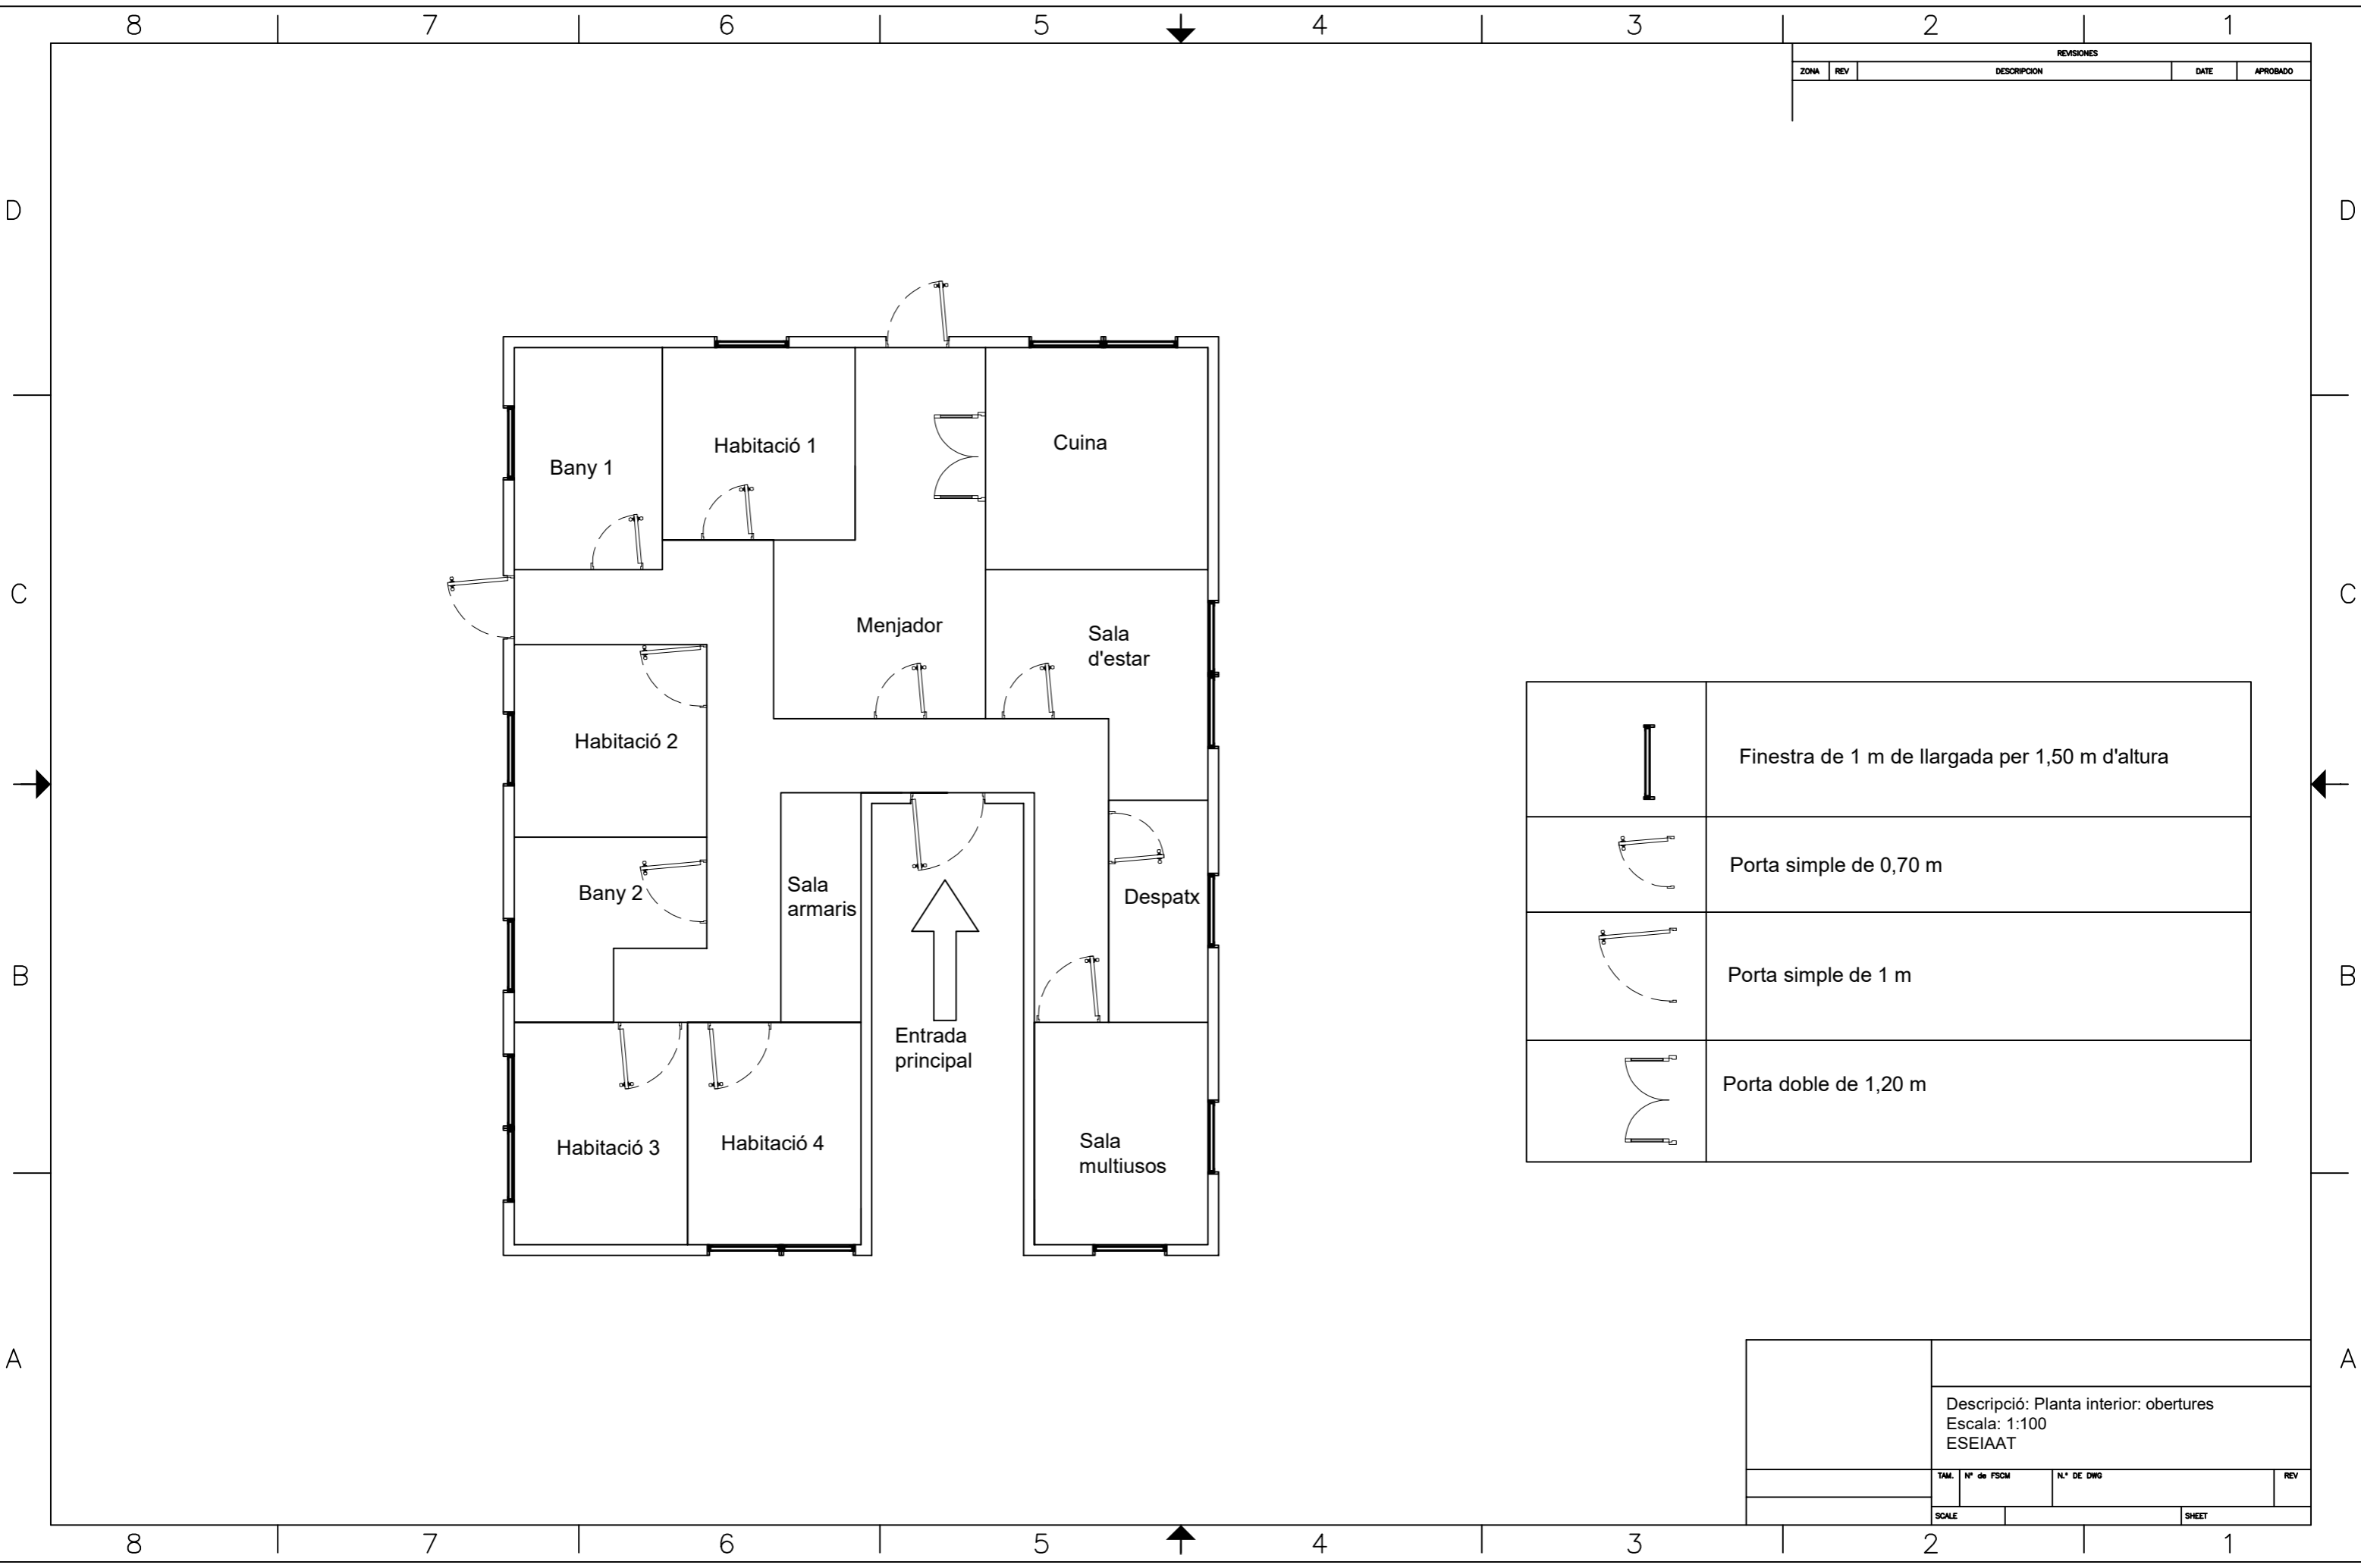 8 7 6 5 4 3 2 1
REVISIONES
ZONA REV DESCRIPCION DATE APROBADO
D D
Habitació 1
Cuina
Bany 1
C C
Menjador
Sala
d'estar
Habitació 2
Finestra de 1 m de llargada per 1,50 m d'altura
Porta simple de 0,70 m
Bany 2
Sala
armaris
Despatx
B B
Porta simple de 1 m
Entrada
principal
Porta doble de 1,20 m
Habitació 3
Habitació 4
Sala
multiusos
A A
Descripció: Planta interior: obertures
Escala: 1:100
ESEIAAT
TAM. Nº de FSCM N.º DE DWG REV
SCALE SHEET
8 7 6 5 4 3 2 1